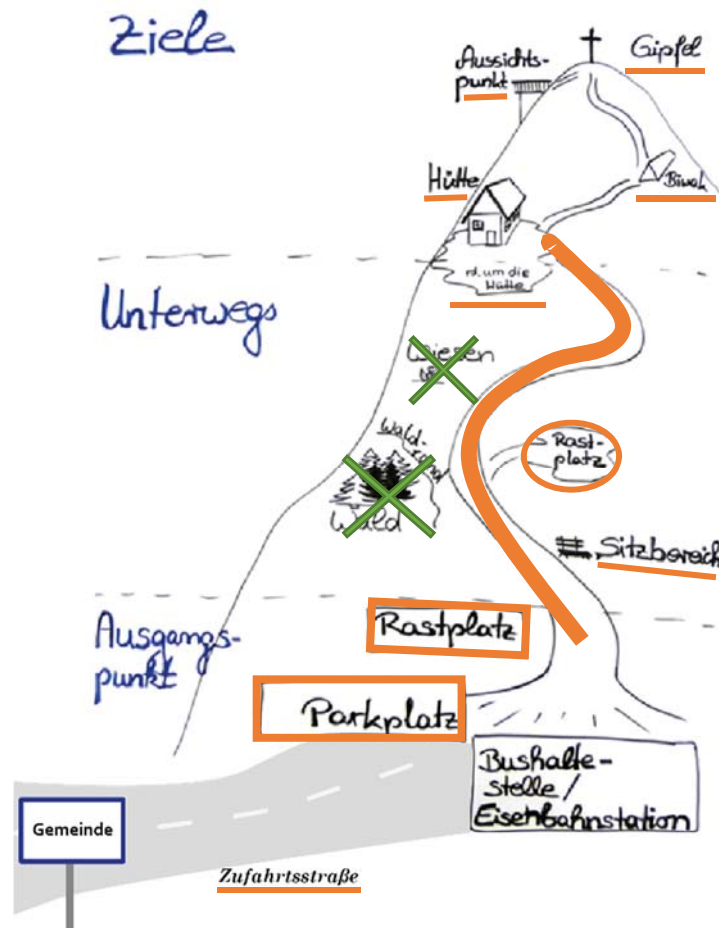 Ziele
Aussichts-
punkt
Gipfel
Hütte
Biwak
rd. um die
Hütte
Unterwegs
Wiesen
Wald-
rand
Wald
Rast-
platz
Sitzbereich
Ausgangs-
punkt
Rastplatz
Parkplatz
Bushalte-
stelle /
Eisenbahnstation
Gemeinde
Zufahrtsstraße